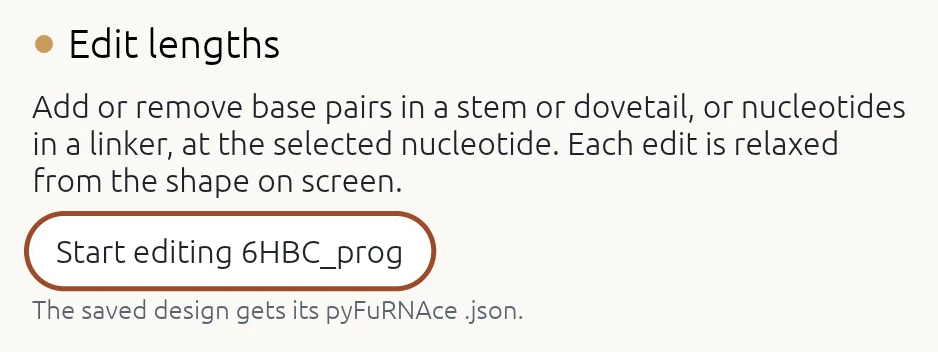 Edit lengths
Add or remove base pairs in a stem or dovetail, or nucleotides
in a linker, at the selected nucleotide. Each edit is relaxed
from the shape on screen.
Start editing 6HBC_prog
The saved design gets its pyFuRNAce .json.